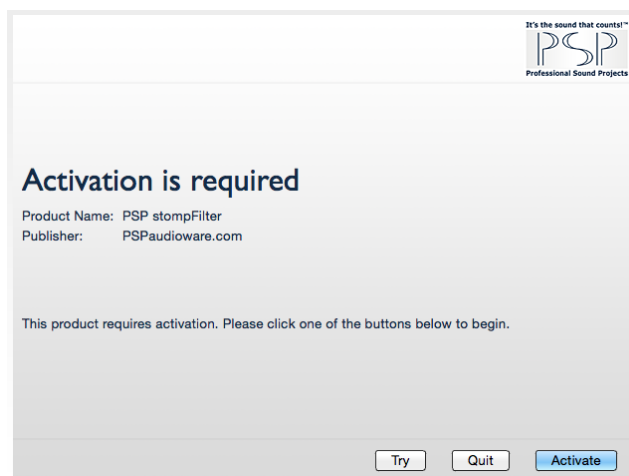 It's the sound that counts!™
PSP
Professional Sound Projects
Activation is required
Product Name: PSP stompFilter
Publisher: PSPaudioware.com
This product requires activation. Please click one of the buttons below to begin.
Try Quit Activate